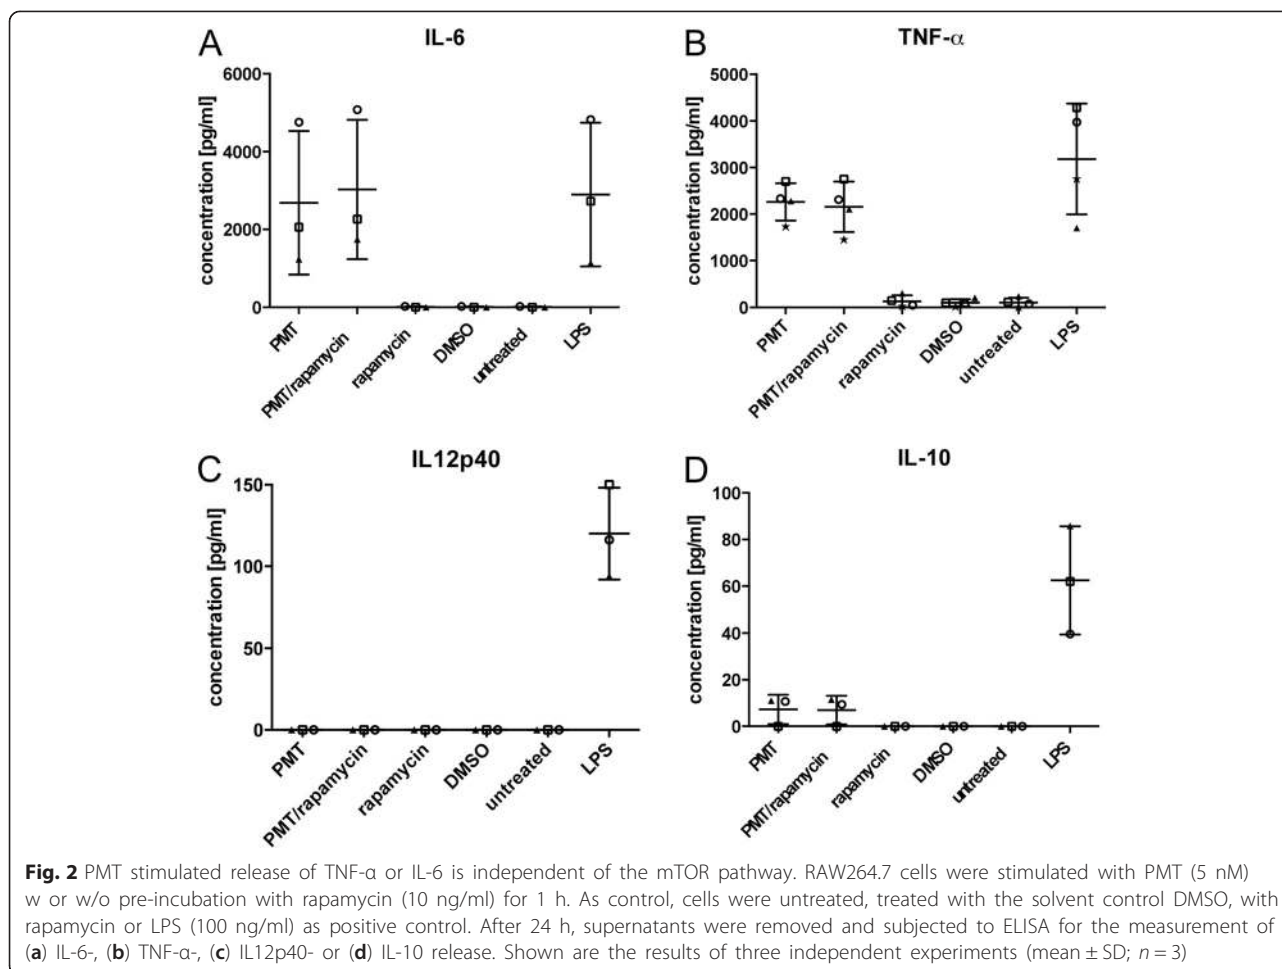 A
IL-6
concentration [pg/ml]
6000
4000
2000
0
PMT
PMT/rapamycin
rapamycin
DMSO
untreated
LPS
B
TNF-α
concentration [pg/ml]
5000
4000
3000
2000
1000
0
PMT
PMT/rapamycin
rapamycin
DMSO
untreated
LPS
C
IL12p40
concentration [pg/ml]
150
100
50
0
PMT
PMT/rapamycin
rapamycin
DMSO
untreated
LPS
D
IL-10
concentration [pg/ml]
100
80
60
40
20
0
PMT
PMT/rapamycin
rapamycin
DMSO
untreated
LPS
Fig. 2 PMT stimulated release of TNF-α or IL-6 is independent of the mTOR pathway. RAW264.7 cells were stimulated with PMT (5 nM)
w or w/o pre-incubation with rapamycin (10 ng/ml) for 1 h. As control, cells were untreated, treated with the solvent control DMSO, with
rapamycin or LPS (100 ng/ml) as positive control. After 24 h, supernatants were removed and subjected to ELISA for the measurement of
(a) IL-6-, (b) TNF-α-, (c) IL12p40- or (d) IL-10 release. Shown are the results of three independent experiments (mean ± SD; n = 3)